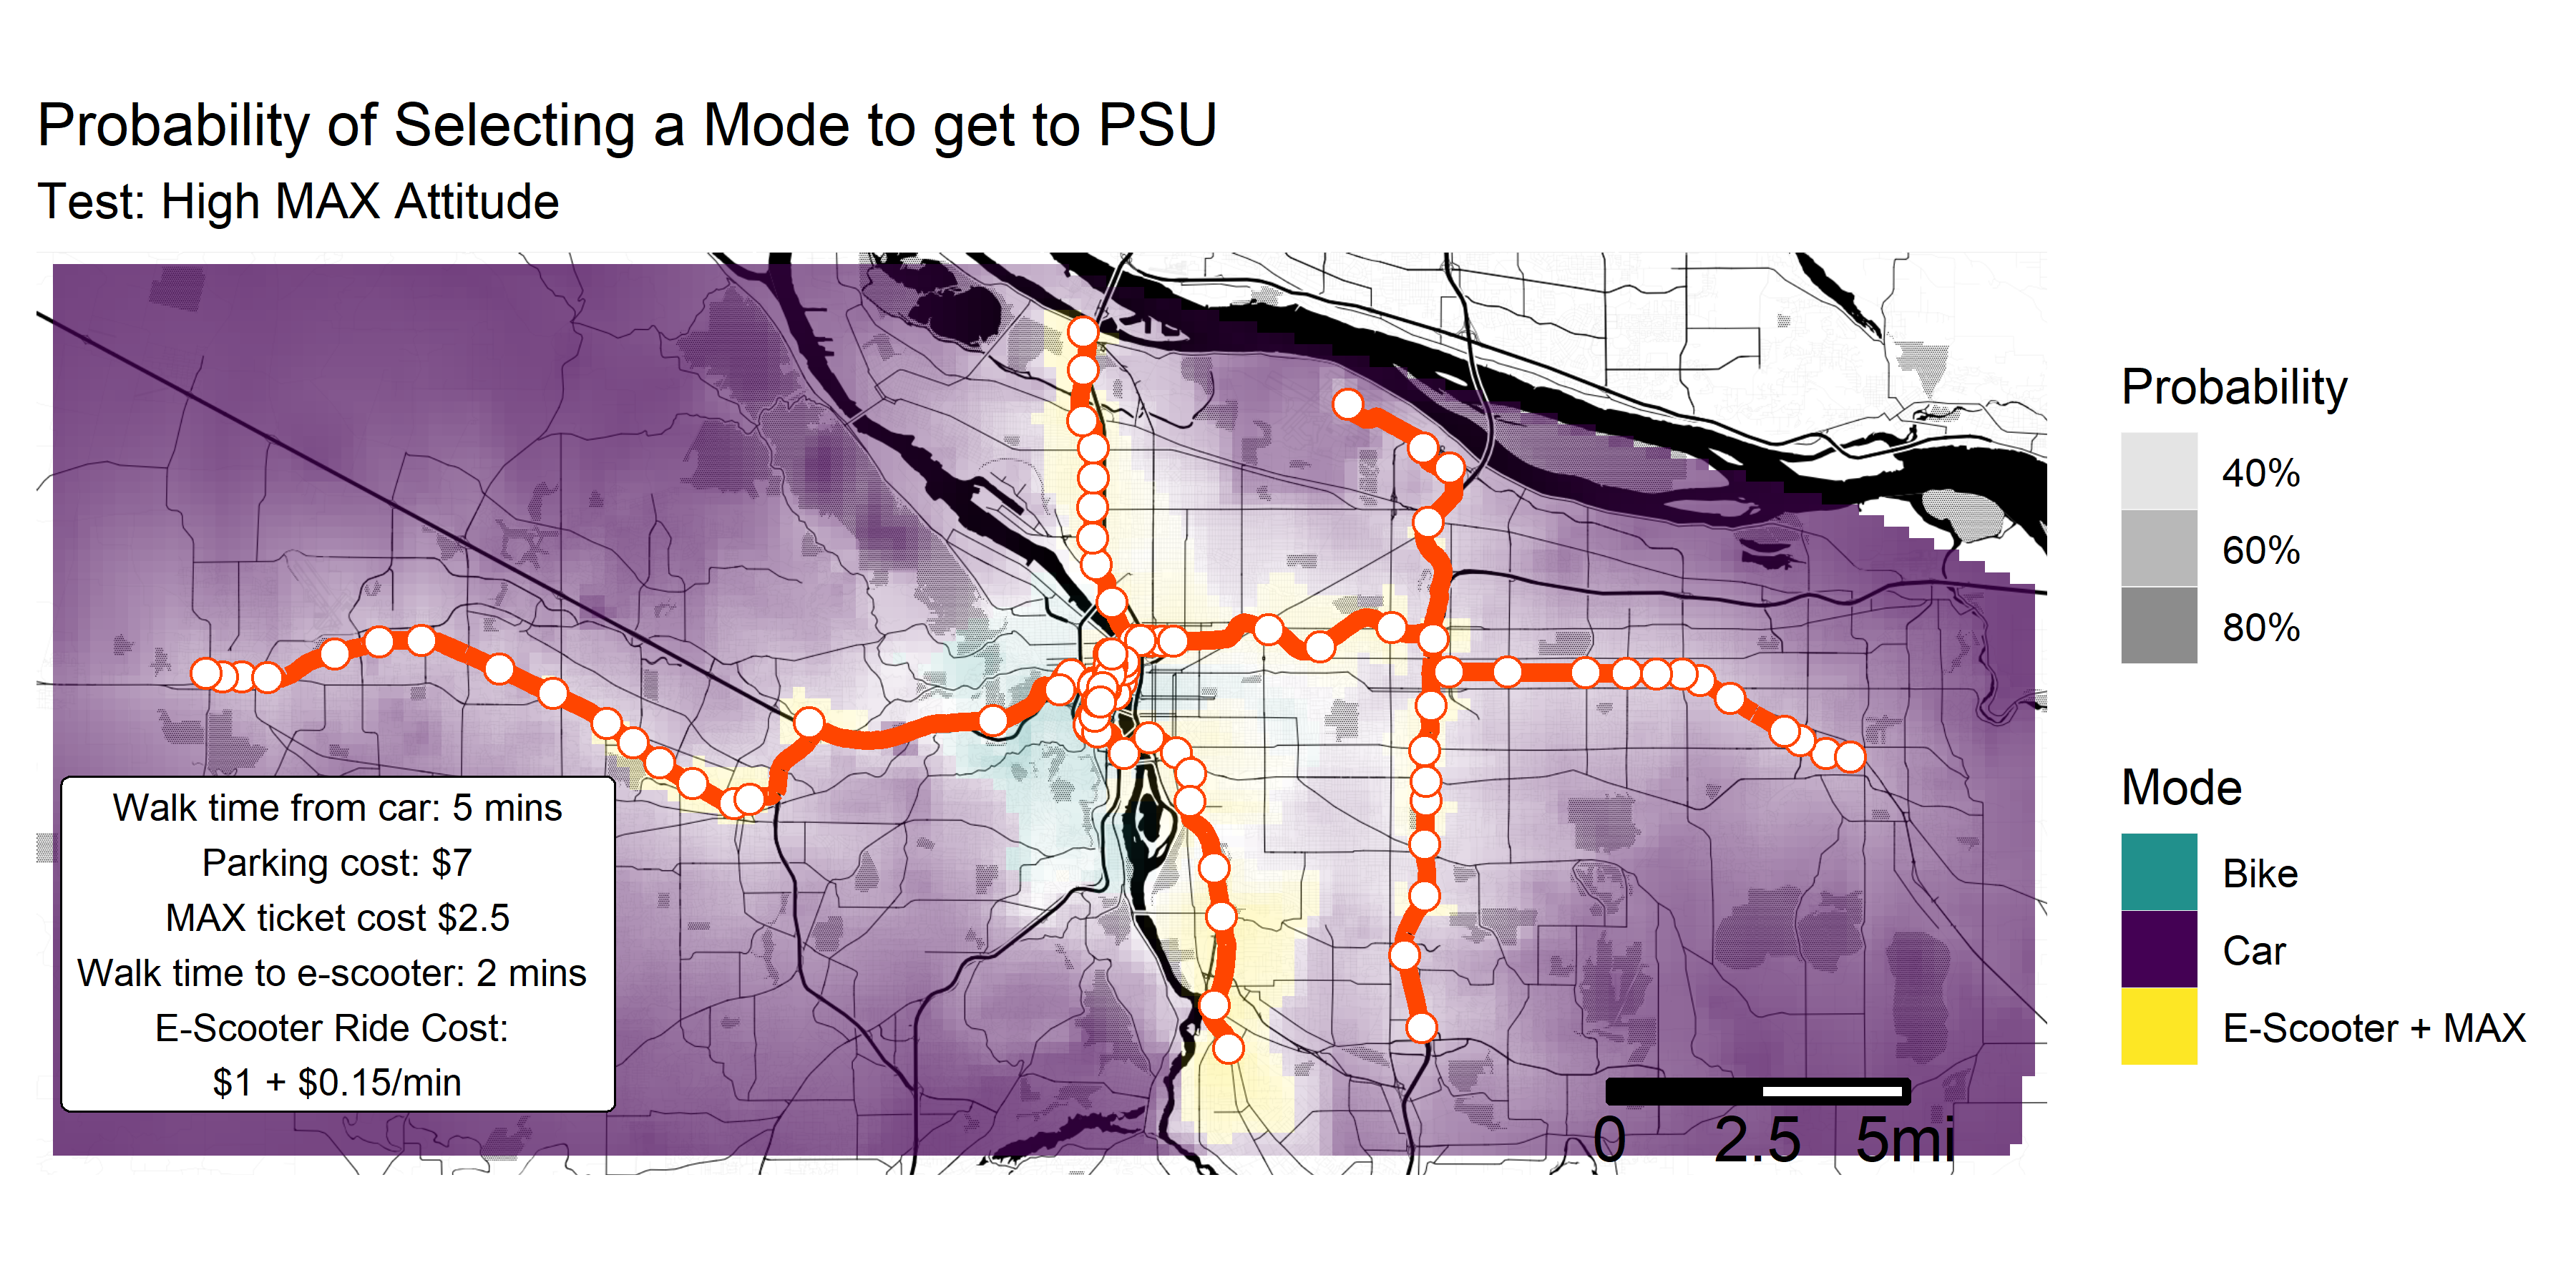 Probability of Selecting a Mode to get to PSU
Test: High MAX Attitude
Walk time from car: 5 mins
Parking cost: $7
MAX ticket cost $2.5
Walk time to e-scooter: 2 mins
E-Scooter Ride Cost:
$1 + $0.15/min
0 2.5 5mi
Probability
40%
60%
80%
Mode
Bike
Car
E-Scooter + MAX